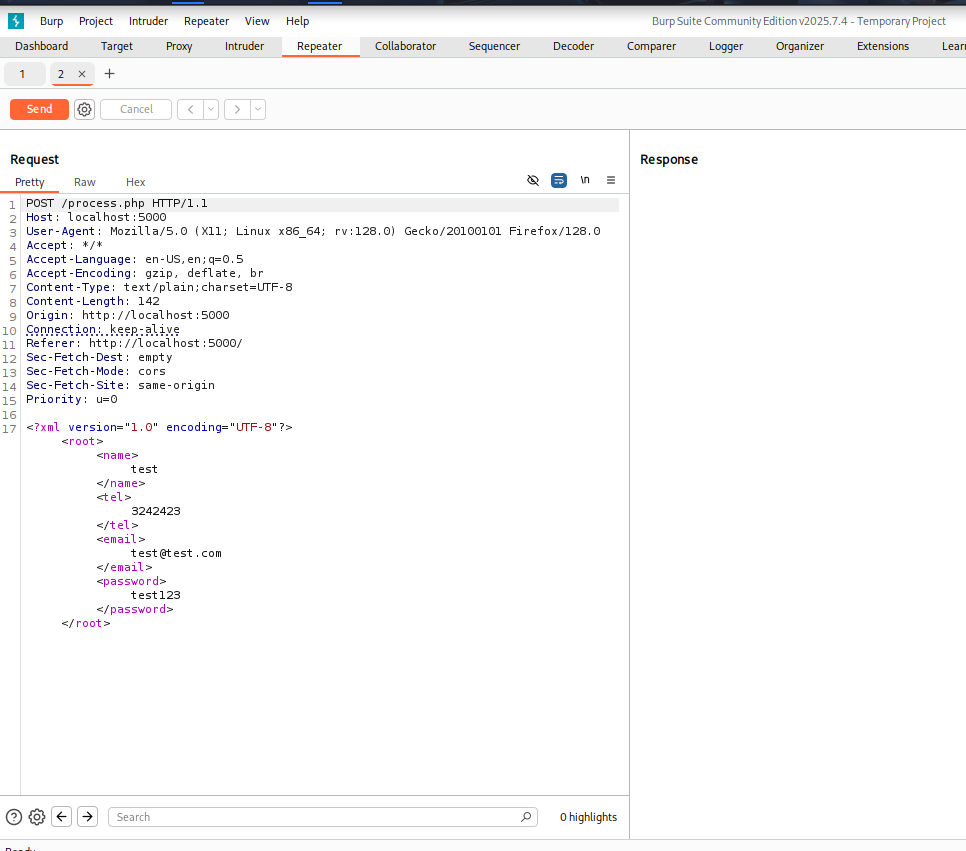 Burp Project Intruder Repeater View Help Burp Suite Community Edition v2025.7.4 - Temporary Project
Dashboard Target Proxy Intruder Repeater Collaborator Sequencer Decoder Comparer Logger Organizer Extensions Lear
1 2 × +
Send Cancel < >
Request
Response
Pretty Raw Hex \n
1 POST /process.php HTTP/1.1
2 Host: localhost:5000
3 User-Agent: Mozilla/5.0 (X11; Linux x86_64; rv:128.0) Gecko/20100101 Firefox/128.0
4 Accept: */*
5 Accept-Language: en-US,en;q=0.5
6 Accept-Encoding: gzip, deflate, br
7 Content-Type: text/plain;charset=UTF-8
8 Content-Length: 142
9 Origin: http://localhost:5000
10 Connection: keep-alive
11 Referer: http://localhost:5000/
12 Sec-Fetch-Dest: empty
13 Sec-Fetch-Mode: cors
14 Sec-Fetch-Site: same-origin
15 Priority: u=0
16
17 <?xml version="1.0" encoding="UTF-8"?>
<root>
<name>
test
</name>
<tel>
3242423
</tel>
<email>
test@test.com
</email>
<password>
test123
</password>
</root>
Search 0 highlights